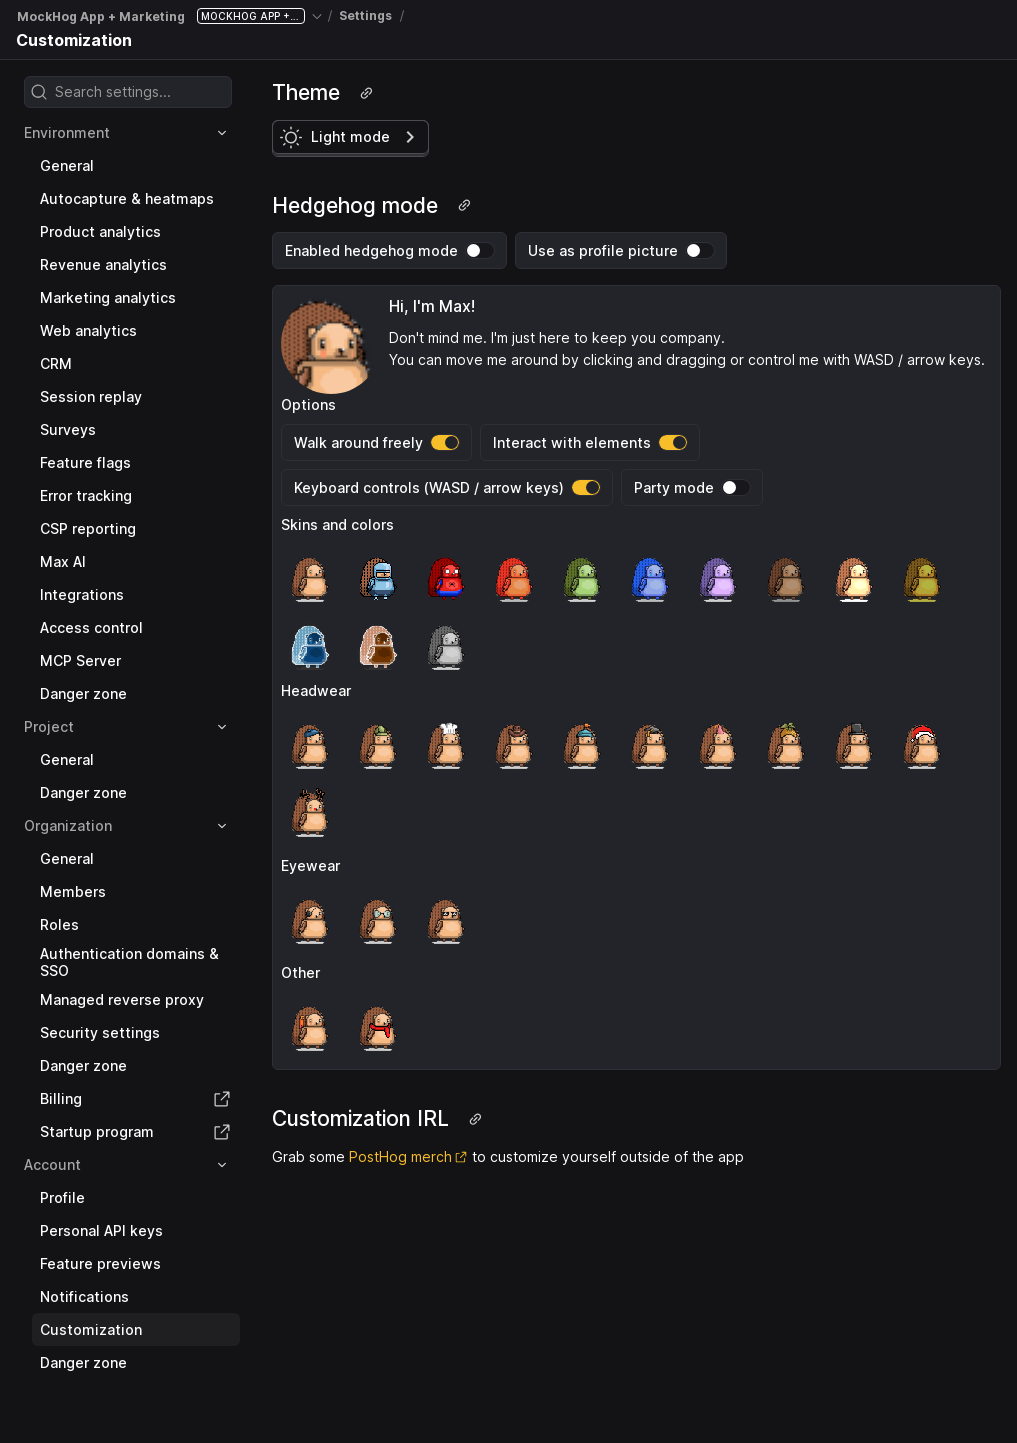 MockHog App + Marketing MOCKHOG APP +... / Settings /
Customization
Search settings...
Environment
General
Autocapture & heatmaps
Product analytics
Revenue analytics
Marketing analytics
Web analytics
CRM
Session replay
Surveys
Feature flags
Error tracking
CSP reporting
Max AI
Integrations
Access control
MCP Server
Danger zone
Project
General
Danger zone
Organization
General
Members
Roles
Authentication domains &
SSO
Managed reverse proxy
Security settings
Danger zone
Billing
Startup program
Account
Profile
Personal API keys
Feature previews
Notifications
Customization
Danger zone
Theme
Light mode
Hedgehog mode
Enabled hedgehog mode Use as profile picture
Hi, I'm Max!
Don't mind me. I'm just here to keep you company.
You can move me around by clicking and dragging or control me with WASD / arrow keys.
Options
Walk around freely Interact with elements
Keyboard controls (WASD / arrow keys) Party mode
Skins and colors
Headwear
Eyewear
Other
Customization IRL
Grab some PostHog merch to customize yourself outside of the app